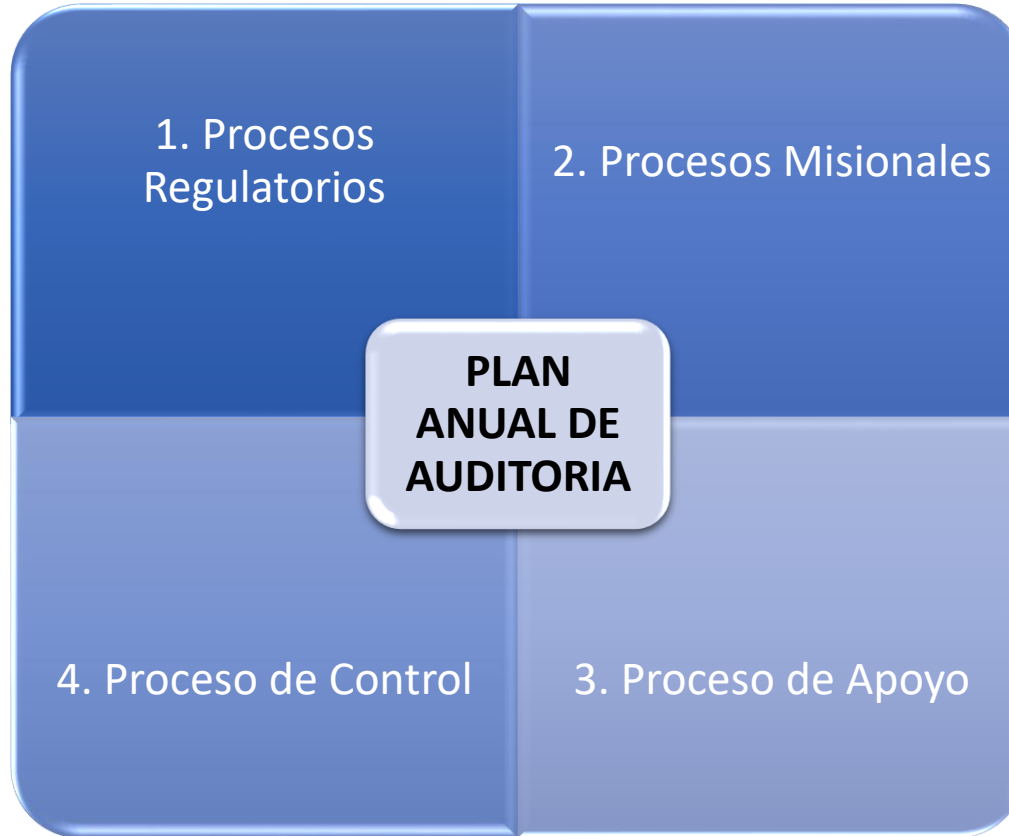 1. Procesos
Regulatorios
2. Procesos Misionales
PLAN
ANUAL DE
AUDITORIA
4. Proceso de Control
3. Proceso de Apoyo